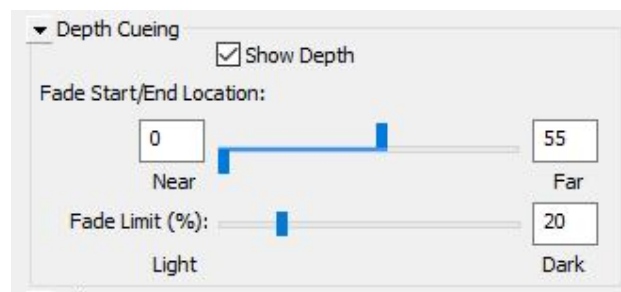 Depth Cueing
Show Depth
Fade Start/End Location:
0 55
Near Far
Fade Limit (%): 20
Light Dark